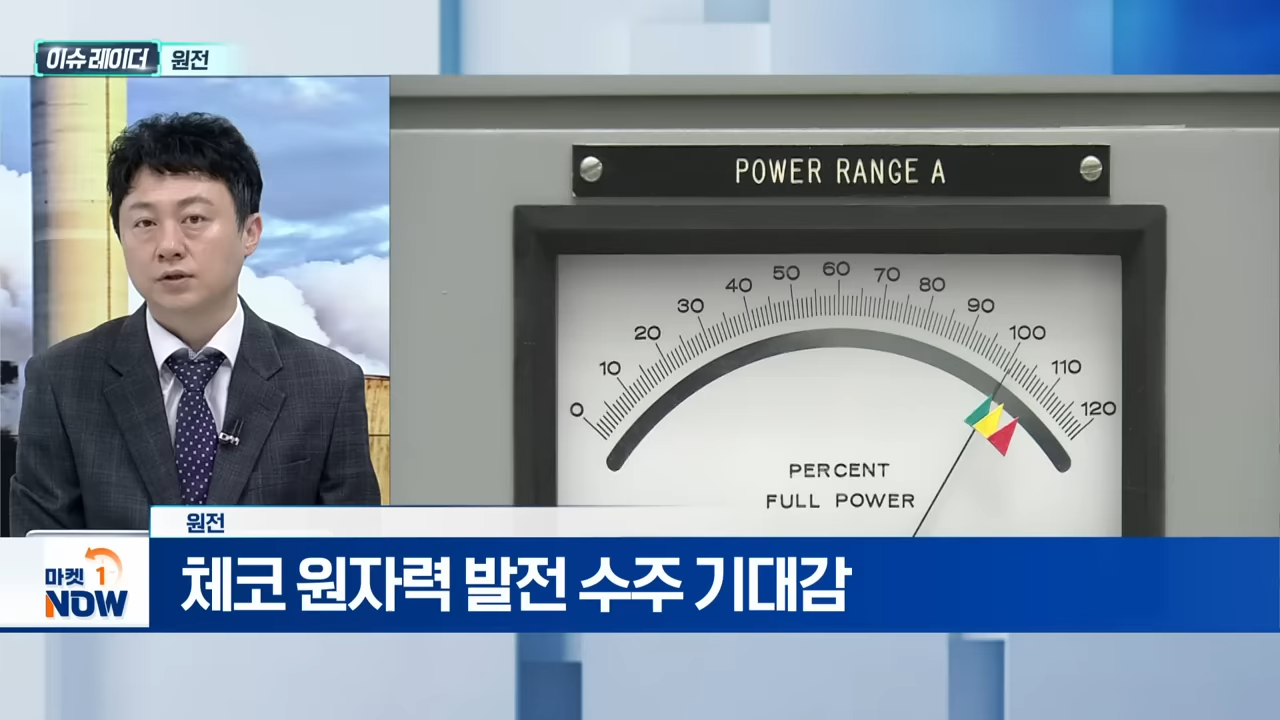 이슈 레이더 원전
POWER RANGE A
0 10 20 30 40 50 60 70 80 90 100 110 120
PERCENT
FULL POWER
원전
마켓 1
NOW
체코 원자력 발전 수주 기대감